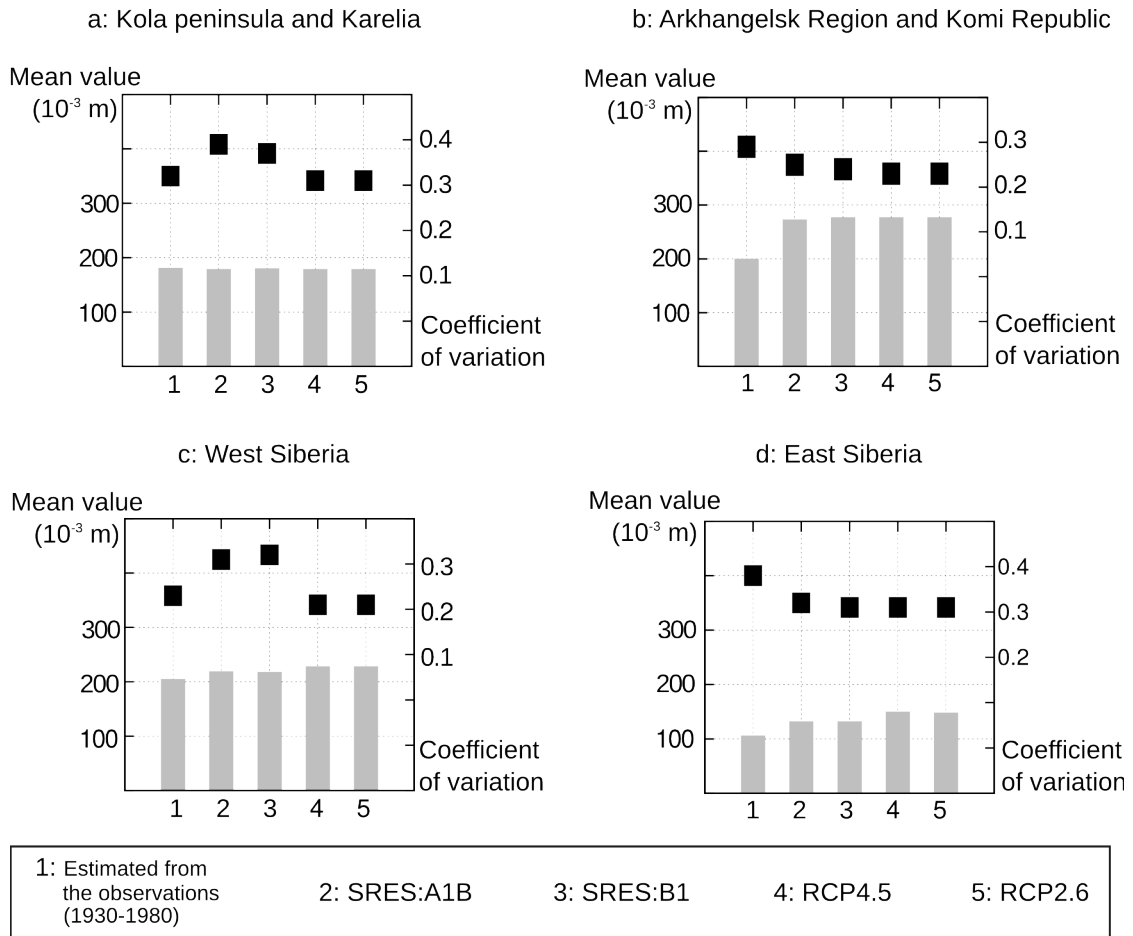 a: Kola peninsula and Karelia
Mean value
(10⁻³ m)
300
200
100
0.4
0.3
0.2
0.1
Coefficient
of variation
1 2 3 4 5
b: Arkhangelsk Region and Komi Republic
Mean value
(10⁻³ m)
300
200
100
0.3
0.2
0.1
Coefficient
of variation
1 2 3 4 5
c: West Siberia
Mean value
(10⁻³ m)
300
200
100
0.3
0.2
0.1
Coefficient
of variation
1 2 3 4 5
d: East Siberia
Mean value
(10⁻³ m)
300
200
100
0.4
0.3
0.2
Coefficient
of variation
1 2 3 4 5
1: Estimated from
the observations
(1930-1980)
2: SRES:A1B
3: SRES:B1
4: RCP4.5
5: RCP2.6